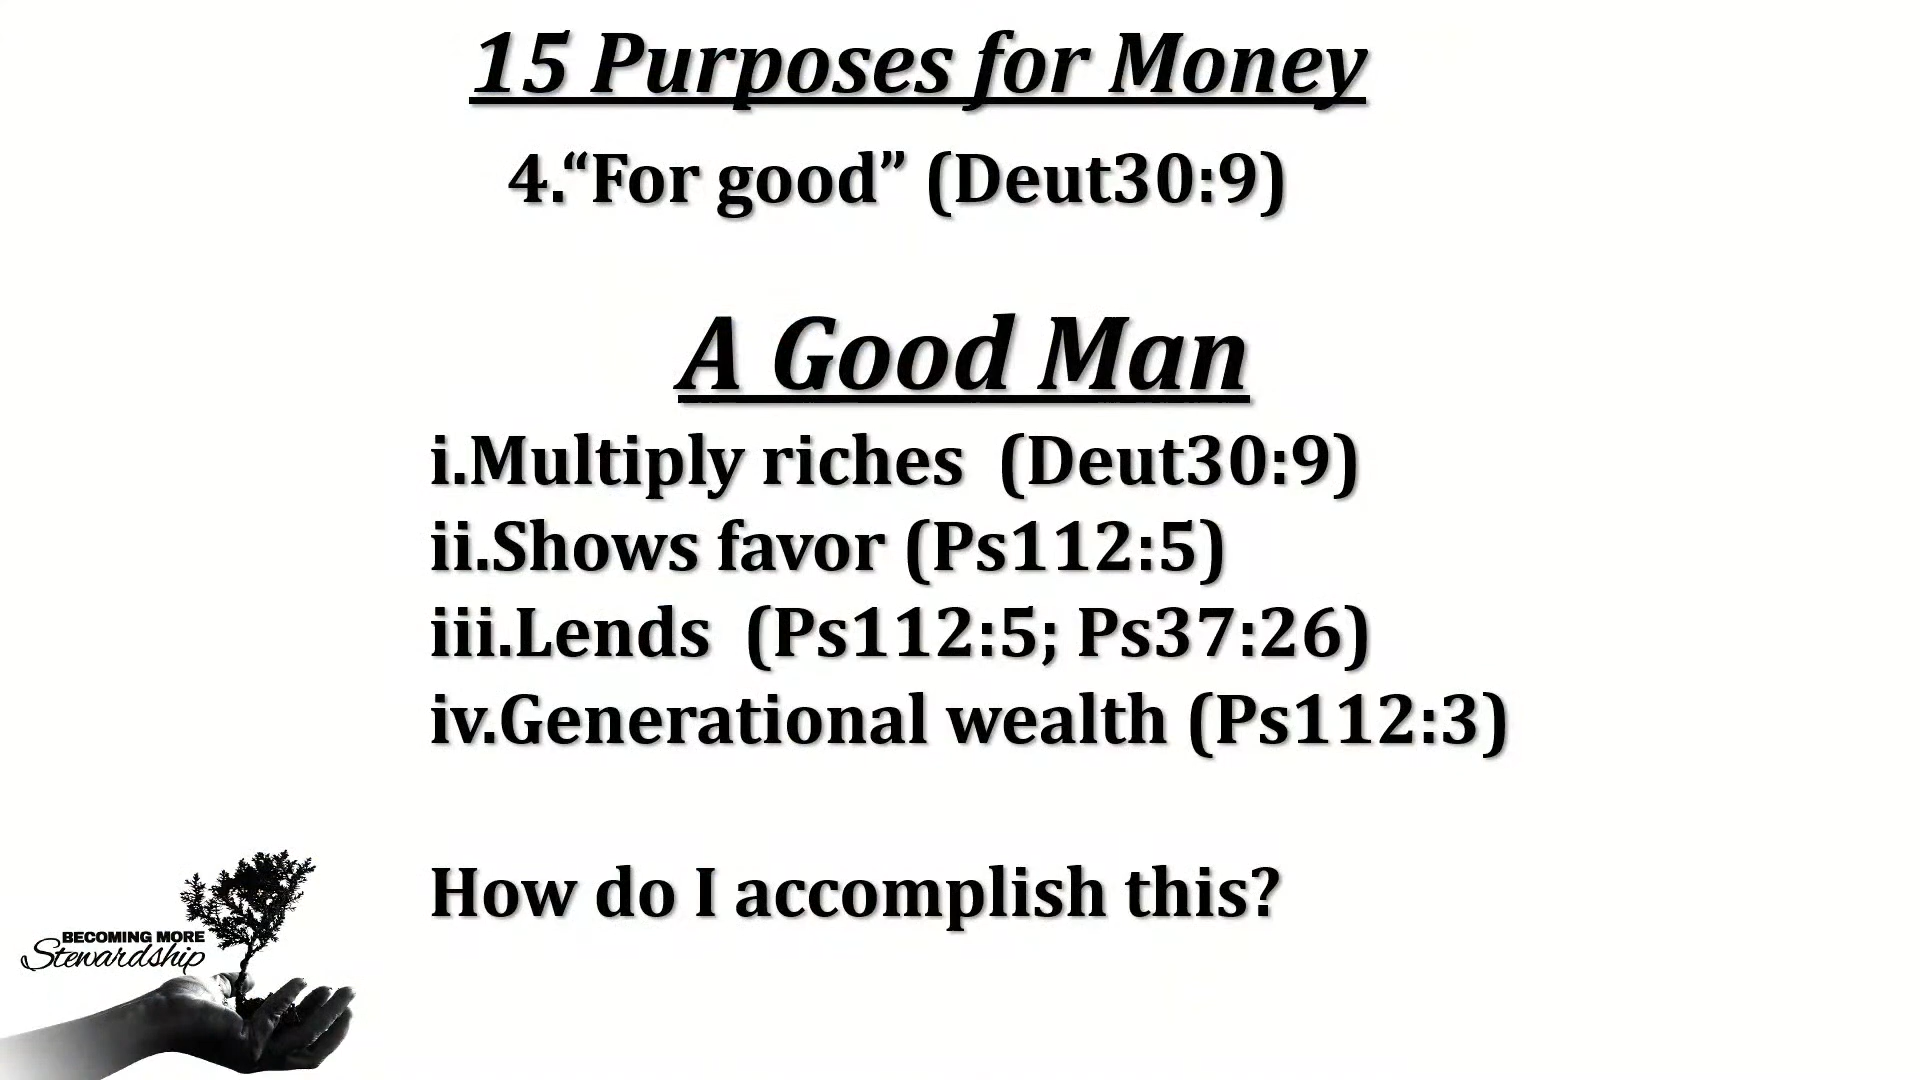 15 Purposes for Money
4.“For good” (Deut30:9)
A Good Man
i.Multiply riches  (Deut30:9)
ii.Shows favor (Ps112:5)
iii.Lends  (Ps112:5; Ps37:26)
iv.Generational wealth (Ps112:3)
How do I accomplish this?
BECOMING MORE
Stewardship